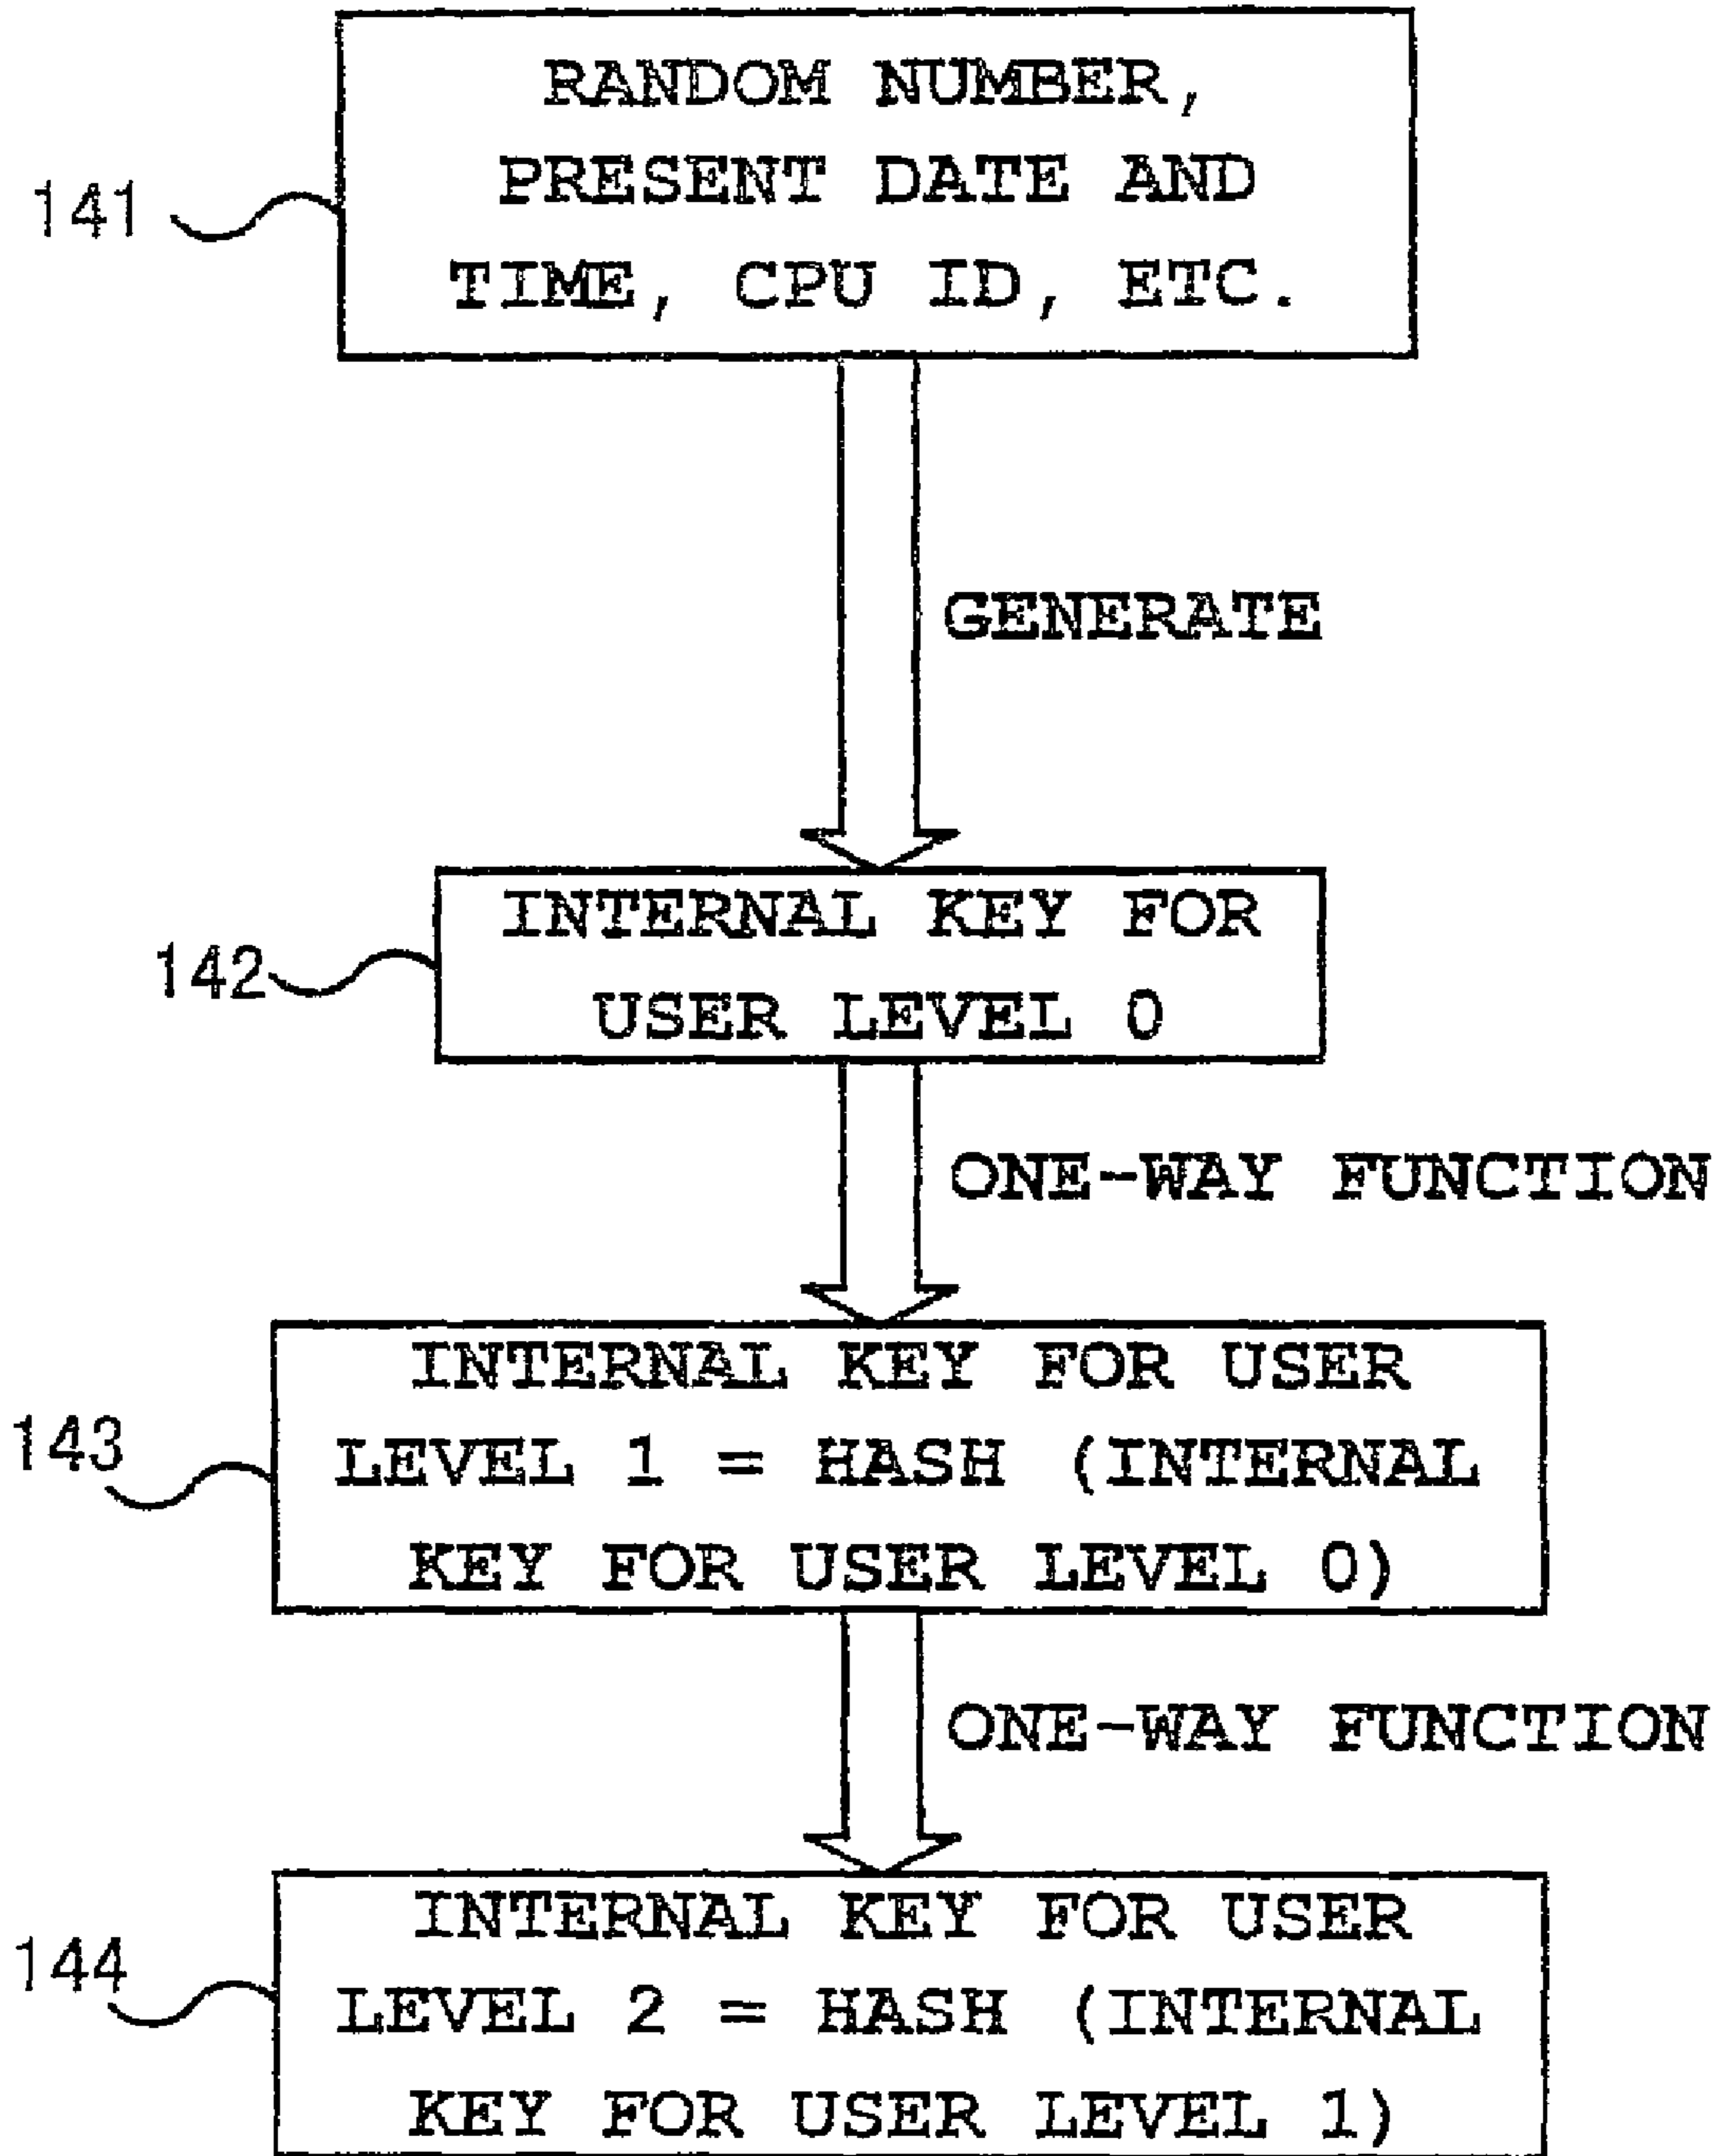 RANDOM NUMBER,
PRESENT DATE AND
TIME, CPU ID, ETC.
141
GENERATE
INTERNAL KEY FOR
USER LEVEL 0
142
ONE-WAY FUNCTION
INTERNAL KEY FOR USER
LEVEL 1 = HASH (INTERNAL
KEY FOR USER LEVEL 0)
143
ONE-WAY FUNCTION
INTERNAL KEY FOR USER
LEVEL 2 = HASH (INTERNAL
KEY FOR USER LEVEL 1)
144